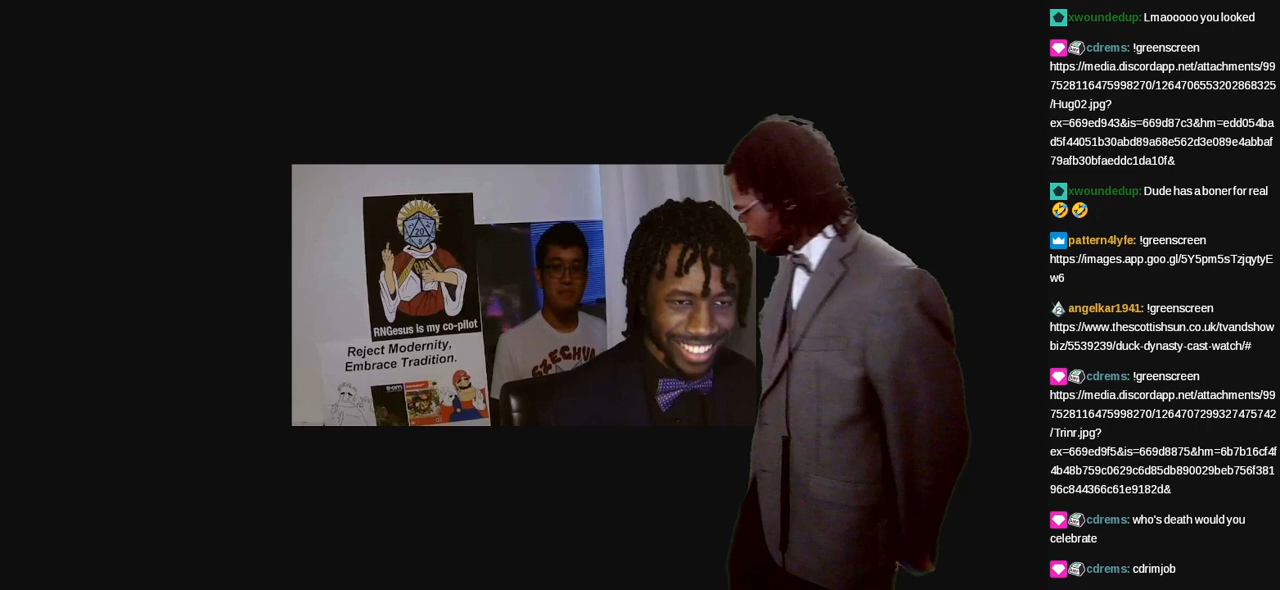 20
RNGesus is my co-pilot
Reject Modernity,
Embrace Tradition.
CZECHVA
xwoundedup: Lmaooooo you looked
cdrems: !greenscreen
https://media.discordapp.net/attachments/99
7528116475998270/1264706553202868325
/Hug02.jpg?
ex=669ed943&is=669d87c3&hm=edd054ba
d5f44051b30abd89a68e562d3e089e4abbaf
79afb30bfaeddc1da10f&
xwoundedup: Dude has a boner for real
🤣 🤣
pattern4lyfe: !greenscreen
https://images.app.goo.gl/5Y5pm5sTzjqytyE
w6
angelkar1941: !greenscreen
https://www.thescottishsun.co.uk/tvandshow
biz/5539239/duck-dynasty-cast-watch/#
cdrems: !greenscreen
https://media.discordapp.net/attachments/99
7528116475998270/1264707299327475742
/Trinr.jpg?
ex=669ed9f5&is=669d8875&hm=6b7b16cf4f
4b48b759c0629c6d85db890029beb756f381
96c844366c61e9182d&
cdrems: who's death would you
celebrate
cdrems: cdrimjob